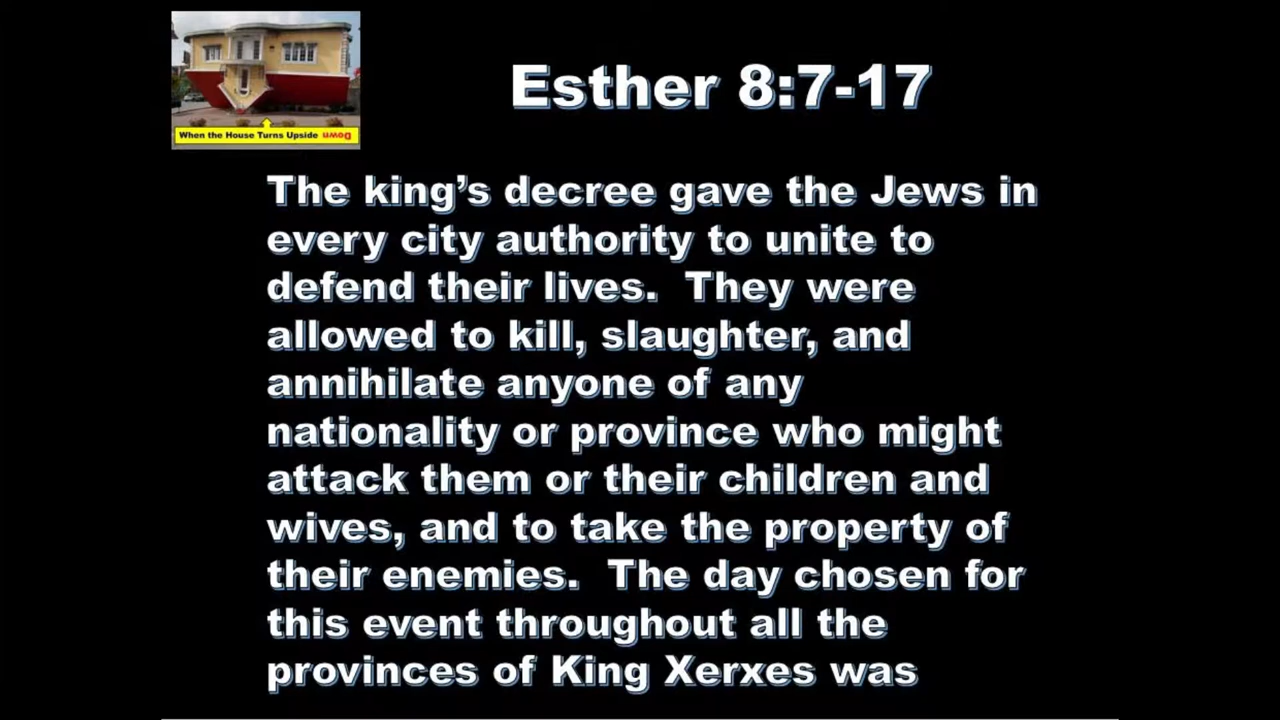 Esther 8:7-17
When the House Turns Upside Down
The king’s decree gave the Jews in
every city authority to unite to
defend their lives.  They were
allowed to kill, slaughter, and
annihilate anyone of any
nationality or province who might
attack them or their children and
wives, and to take the property of
their enemies.  The day chosen for
this event throughout all the
provinces of King Xerxes was